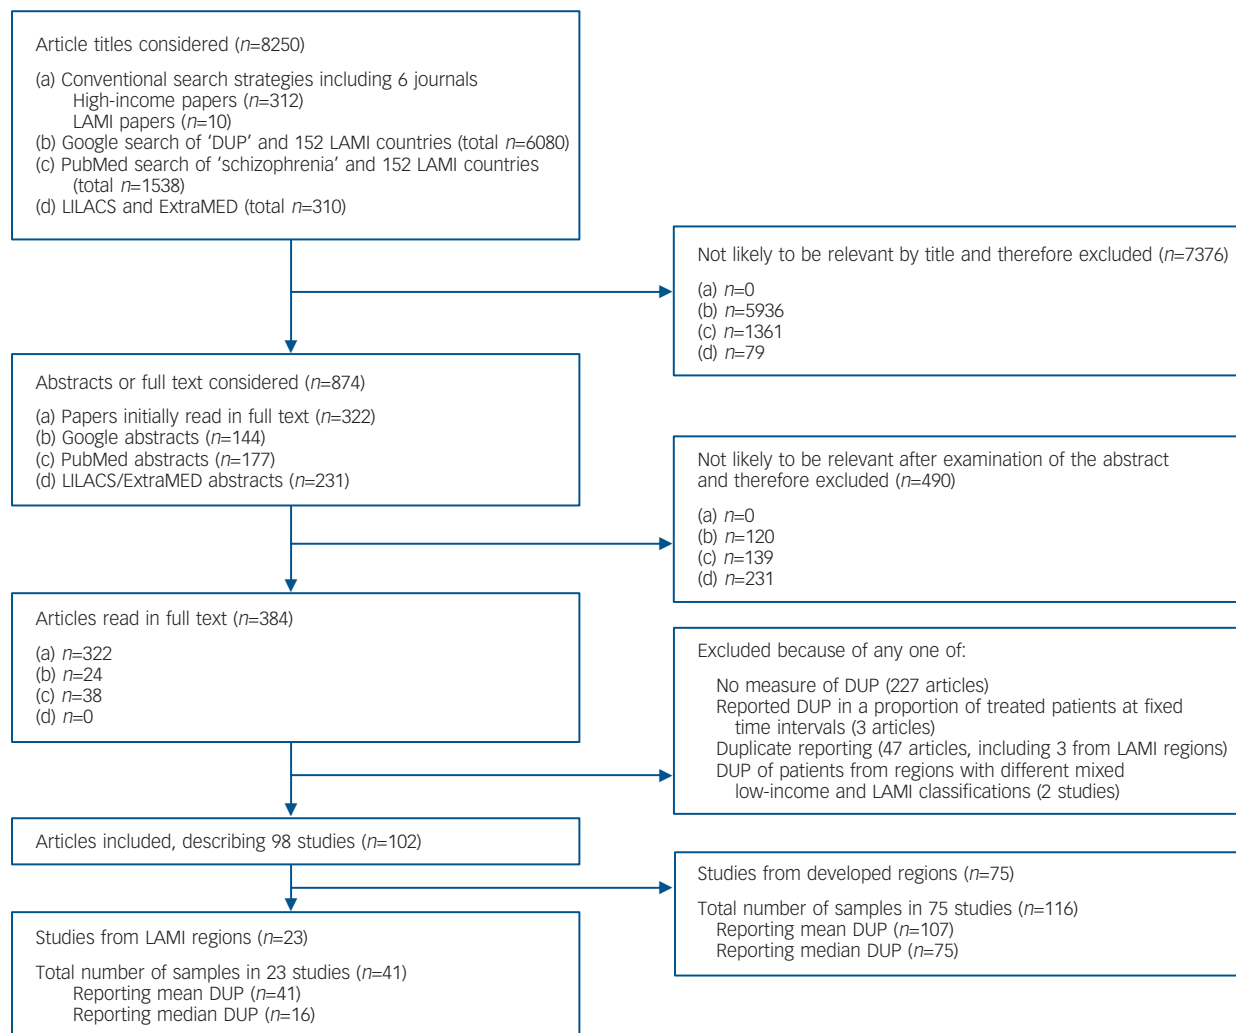 Article titles considered (n=8250)
(a) Conventional search strategies including 6 journals
High-income papers (n=312)
LAMI papers (n=10)
(b) Google search of ‘DUP’ and 152 LAMI countries (total n=6080)
(c) PubMed search of ‘schizophrenia’ and 152 LAMI countries
(total n=1538)
(d) LILACS and ExtraMED (total n=310)
Not likely to be relevant by title and therefore excluded (n=7376)
(a) n=0
(b) n=5936
(c) n=1361
(d) n=79
Abstracts or full text considered (n=874)
(a) Papers initially read in full text (n=322)
(b) Google abstracts (n=144)
(c) PubMed abstracts (n=177)
(d) LILACS/ExtraMED abstracts (n=231)
Not likely to be relevant after examination of the abstract
and therefore excluded (n=490)
(a) n=0
(b) n=120
(c) n=139
(d) n=231
Articles read in full text (n=384)
(a) n=322
(b) n=24
(c) n=38
(d) n=0
Excluded because of any one of:
No measure of DUP (227 articles)
Reported DUP in a proportion of treated patients at fixed
time intervals (3 articles)
Duplicate reporting (47 articles, including 3 from LAMI regions)
DUP of patients from regions with different mixed
low-income and LAMI classifications (2 studies)
Articles included, describing 98 studies (n=102)
Studies from developed regions (n=75)
Total number of samples in 75 studies (n=116)
Reporting mean DUP (n=107)
Reporting median DUP (n=75)
Studies from LAMI regions (n=23)
Total number of samples in 23 studies (n=41)
Reporting mean DUP (n=41)
Reporting median DUP (n=16)